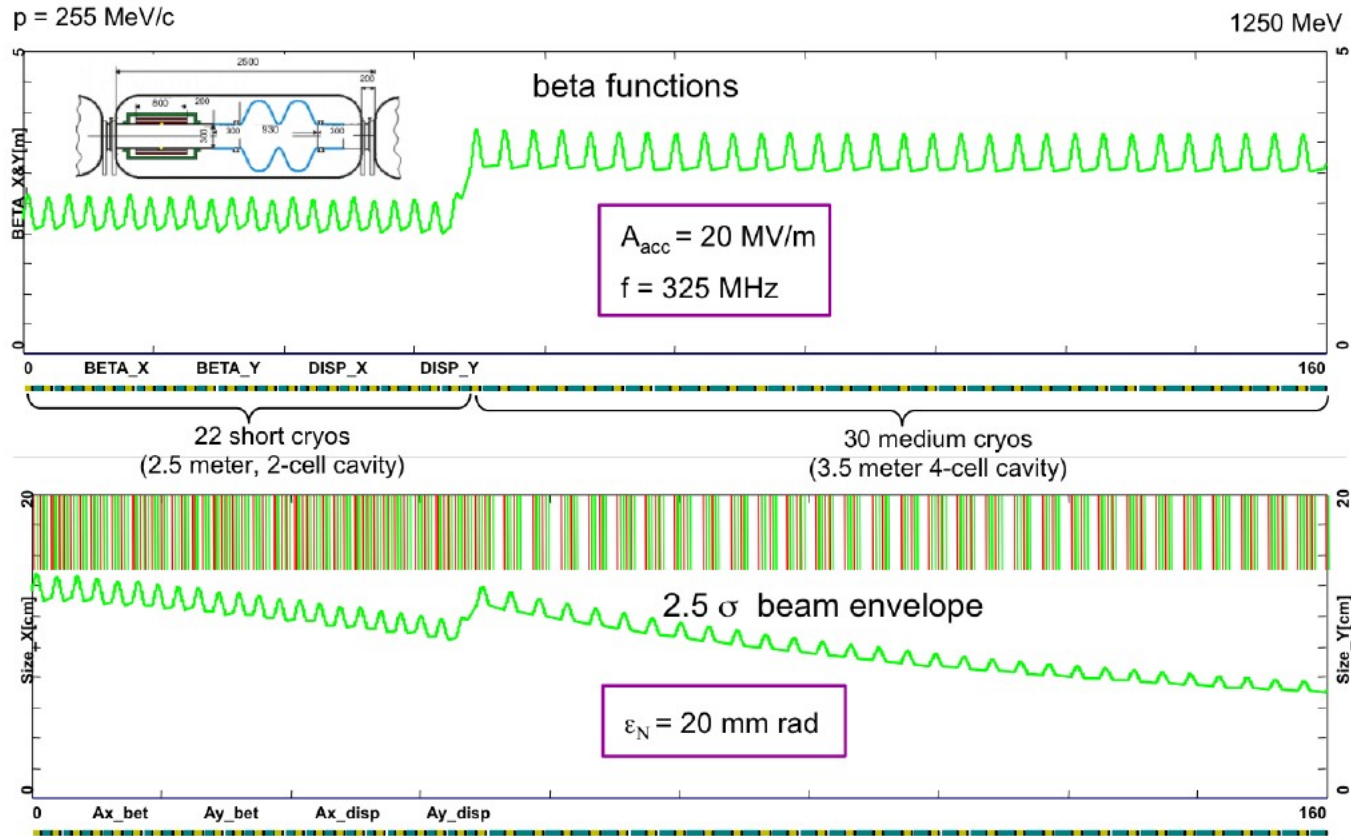 p = 255 MeV/c
1250 MeV
5
5
2500
200
beta functions
800
200
300
300
930
300
BETA_X&Y[m]
A_acc = 20 MV/m
f = 325 MHz
0
0
0 BETA_X BETA_Y DISP_X DISP_Y 160
22 short cryos
(2.5 meter, 2-cell cavity)
30 medium cryos
(3.5 meter 4-cell cavity)
20
20
2.5 σ beam envelope
Size_X[cm]
Size_Y[cm]
ε_N = 20 mm rad
0
0
0 Ax_bet Ay_bet Ax_disp Ay_disp 160